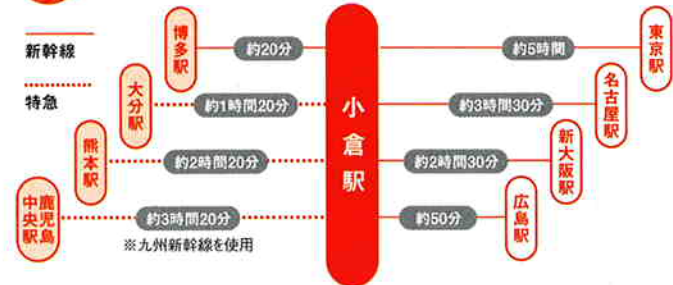 新幹線
特急
博多駅
約20分
大分駅
約1時間20分
熊本駅
約2時間20分
鹿児島
中央駅
約3時間20分
※九州新幹線を使用
小倉駅
約5時間
東京駅
約3時間30分
名古屋駅
約2時間30分
新大阪駅
約50分
広島駅